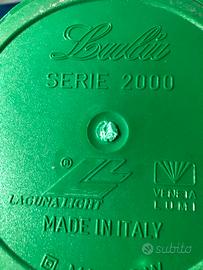 Lulù
SERIE 2000
®
LAGUNALIGHT
VENETA
LUMI
MADE IN ITALY
subito